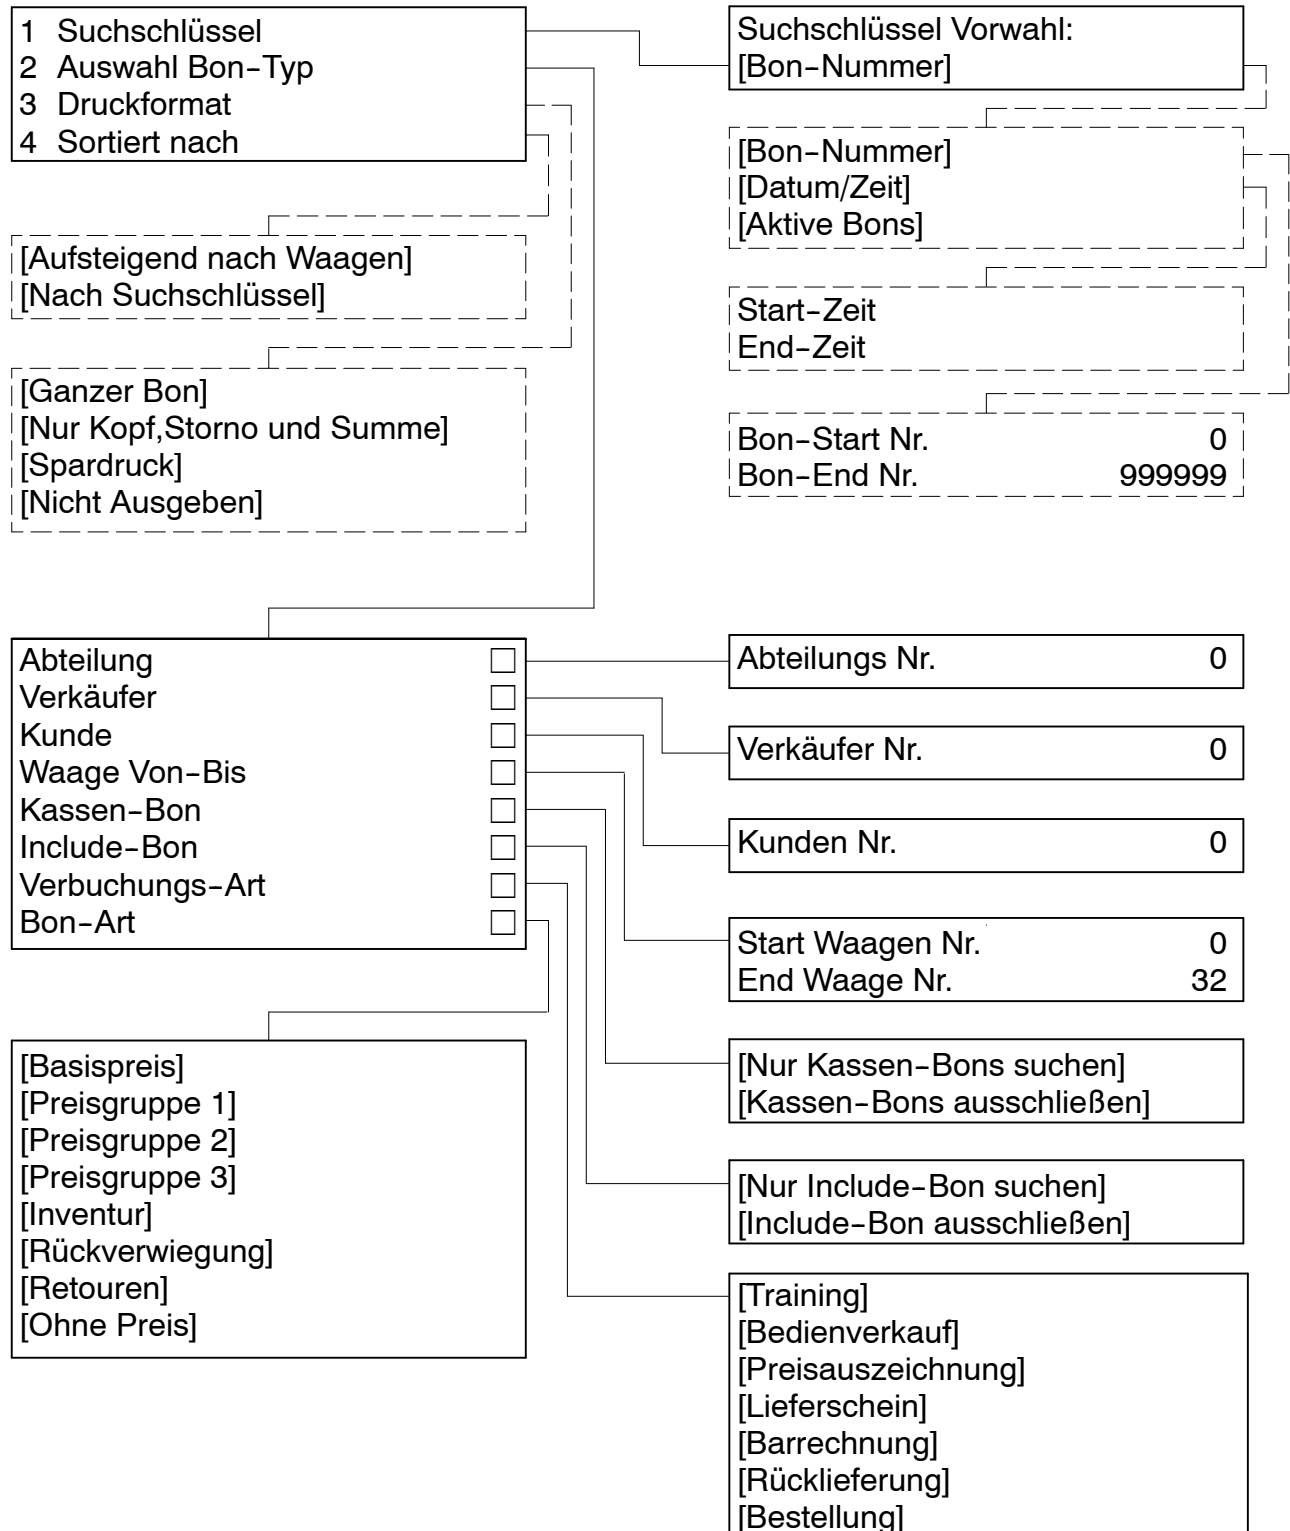 1 Suchschlüssel
2 Auswahl Bon-Typ
3 Druckformat
4 Sortiert nach
[Aufsteigend nach Waagen]
[Nach Suchschlüssel]
[Ganzer Bon]
[Nur Kopf,Storno und Summe]
[Spardruck]
[Nicht Ausgeben]
Suchschlüssel Vorwahl:
[Bon-Nummer]
[Bon-Nummer]
[Datum/Zeit]
[Aktive Bons]
Start-Zeit
End-Zeit
Bon-Start Nr. 0
Bon-End Nr. 999999
Abteilung
Verkäufer
Kunde
Waage Von-Bis
Kassen-Bon
Include-Bon
Verbuchungs-Art
Bon-Art
[Basispreis]
[Preisgruppe 1]
[Preisgruppe 2]
[Preisgruppe 3]
[Inventur]
[Rückverwiegung]
[Retouren]
[Ohne Preis]
Abteilungs Nr. 0
Verkäufer Nr. 0
Kunden Nr. 0
Start Waagen Nr. 0
End Waage Nr. 32
[Nur Kassen-Bons suchen]
[Kassen-Bons ausschließen]
[Nur Include-Bon suchen]
[Include-Bon ausschließen]
[Training]
[Bedienverkauf]
[Preisauszeichnung]
[Lieferschein]
[Barrechnung]
[Rücklieferung]
[Bestellung]